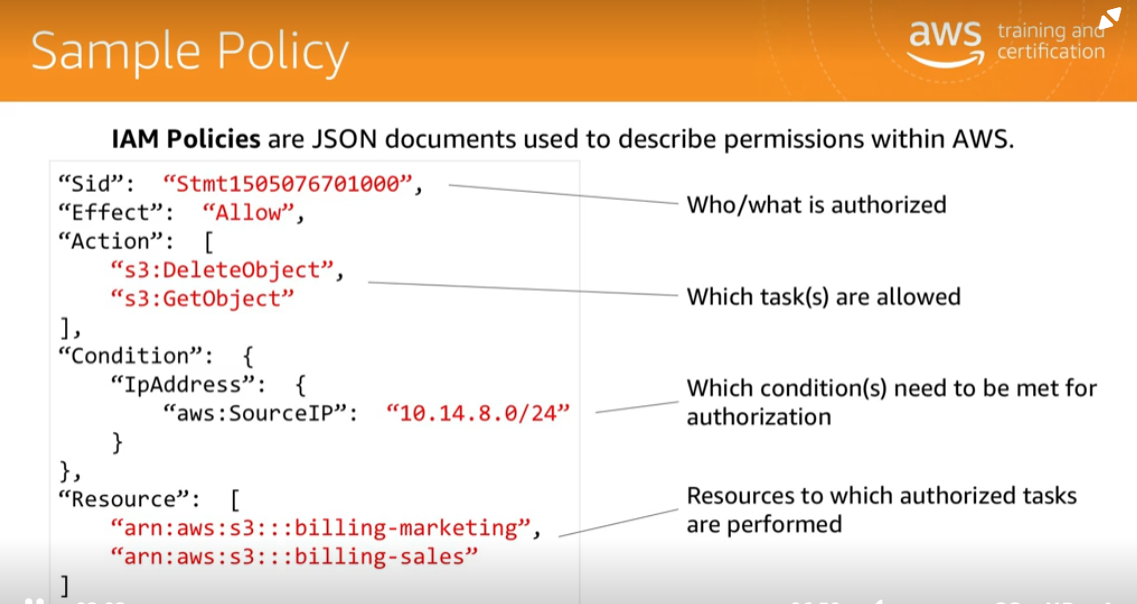 Sample Policy
aws training and certification
IAM Policies are JSON documents used to describe permissions within AWS.
“Sid”: “Stmt1505076701000”,
“Effect”: “Allow”,
“Action”: [
“s3:DeleteObject”,
“s3:GetObject”
],
“Condition”: {
“IpAddress”: {
“aws:SourceIP”: “10.14.8.0/24”
}
},
“Resource”: [
“arn:aws:s3:::billing-marketing”,
“arn:aws:s3:::billing-sales”
]
Who/what is authorized
Which task(s) are allowed
Which condition(s) need to be met for
authorization
Resources to which authorized tasks
are performed